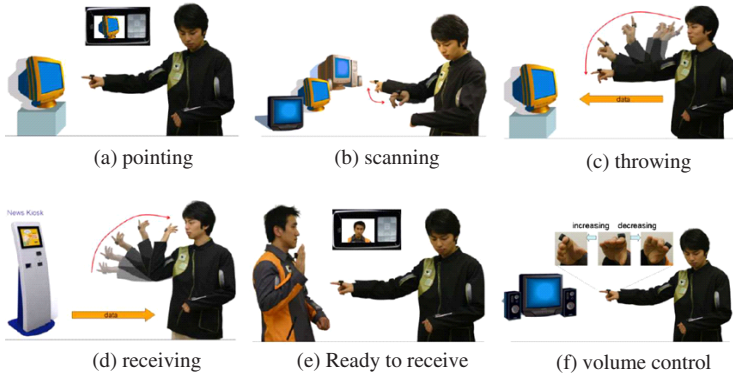 (a) pointing
(b) scanning
data
(c) throwing
News Kiosk
data
(d) receiving
(e) Ready to receive
increasing decreasing
(f) volume control